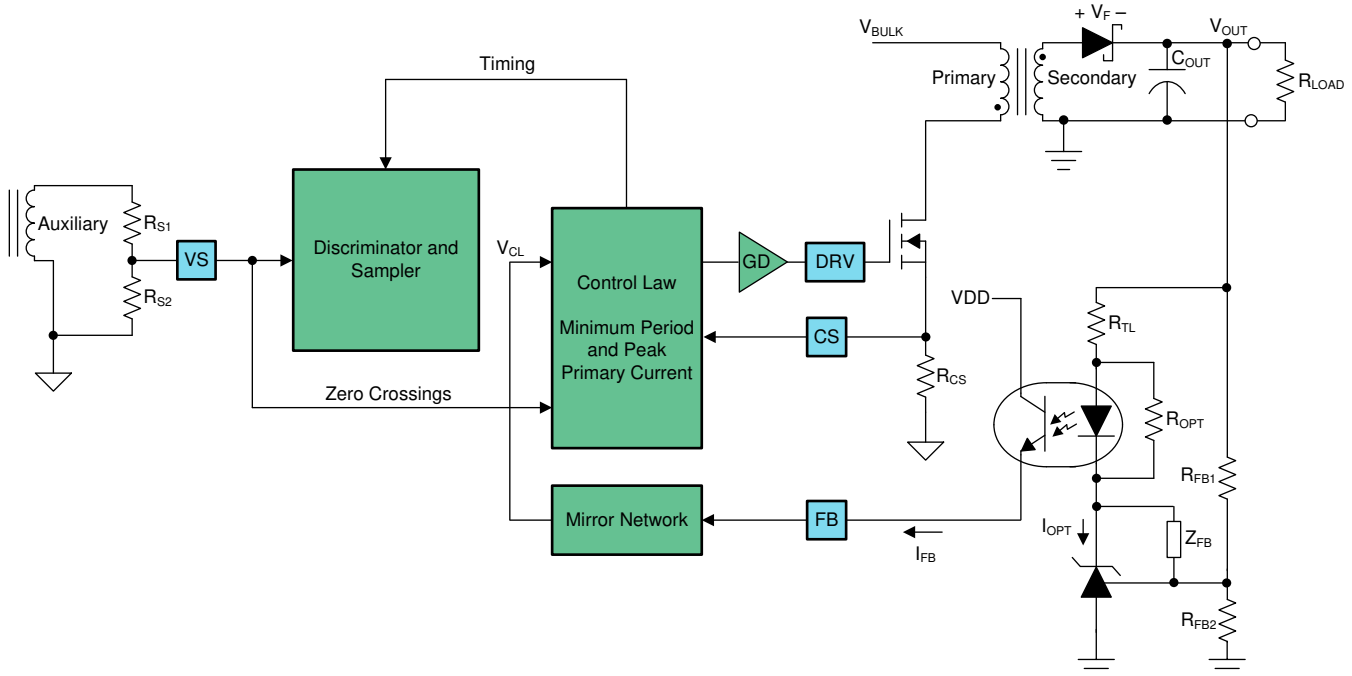 + VF –
VBULK
VOUT
Primary
Secondary
COUT
RLOAD
Timing
Auxiliary
RS1
RS2
VS
Discriminator and
Sampler
VCL
Control Law
Minimum Period
and Peak
Primary Current
GD
DRV
CS
RCS
VDD
RTL
ROPT
Zero Crossings
RFB1
Mirror Network
FB
IFB
IOPT
ZFB
RFB2